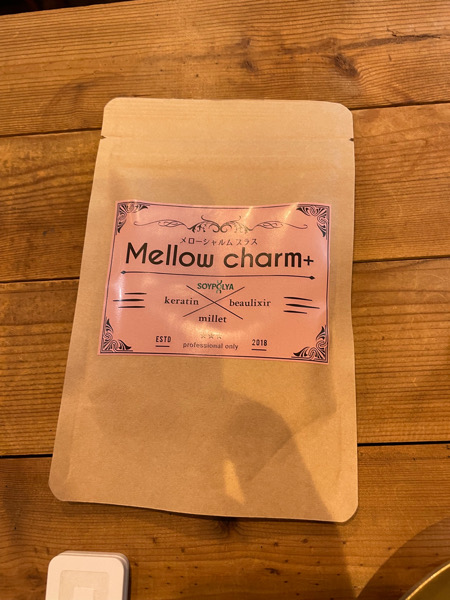 メローシャルム プラス
Mellow charm+
SOYPOLYA
keratin beaulixir
millet
ESTD 2018
professional only